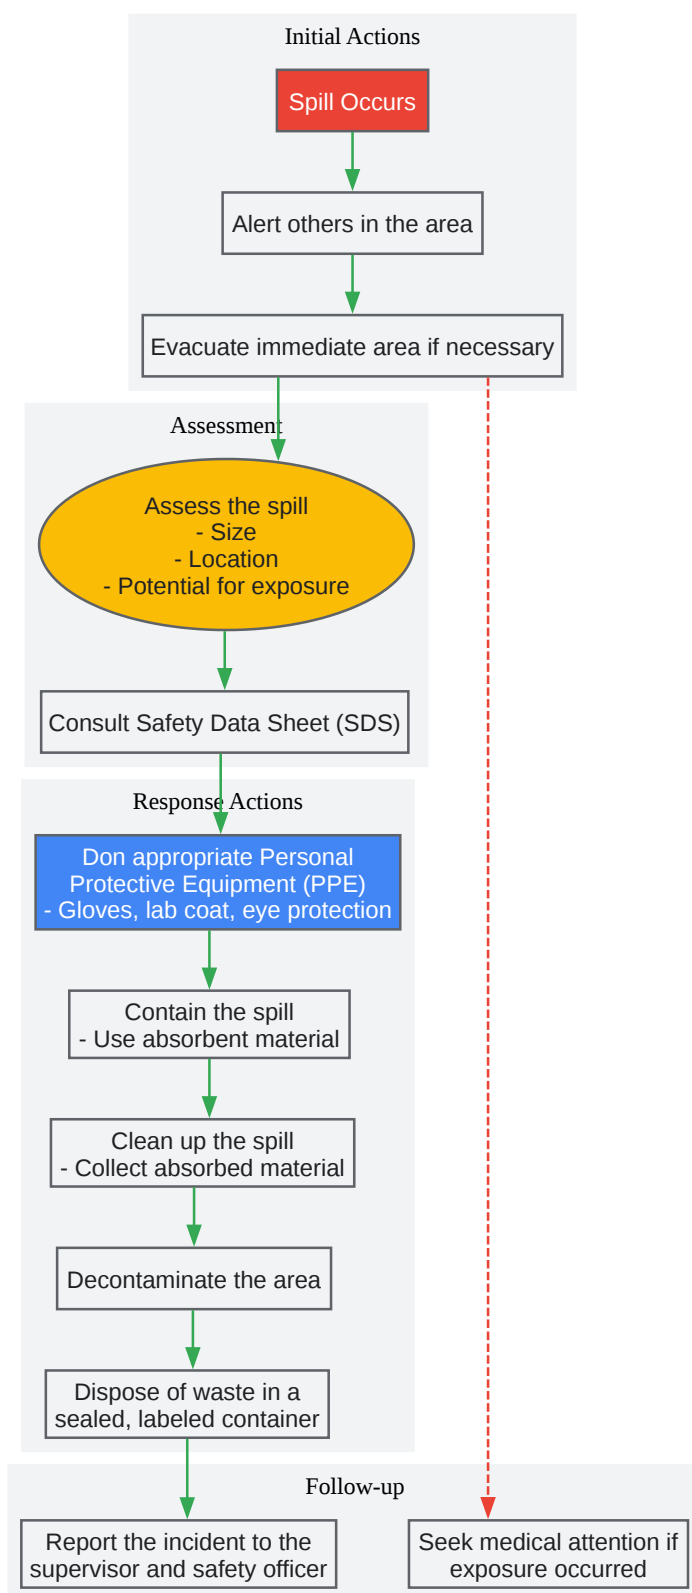 Initial Actions
Spill Occurs
Alert others in the area
Evacuate immediate area if necessary
Assessment
Assess the spill
- Size
- Location
- Potential for exposure
Consult Safety Data Sheet (SDS)
Response Actions
Don appropriate Personal
Protective Equipment (PPE)
- Gloves, lab coat, eye protection
Contain the spill
- Use absorbent material
Clean up the spill
- Collect absorbed material
Decontaminate the area
Dispose of waste in a
sealed, labeled container
Follow-up
Report the incident to the
supervisor and safety officer
Seek medical attention if
exposure occurred